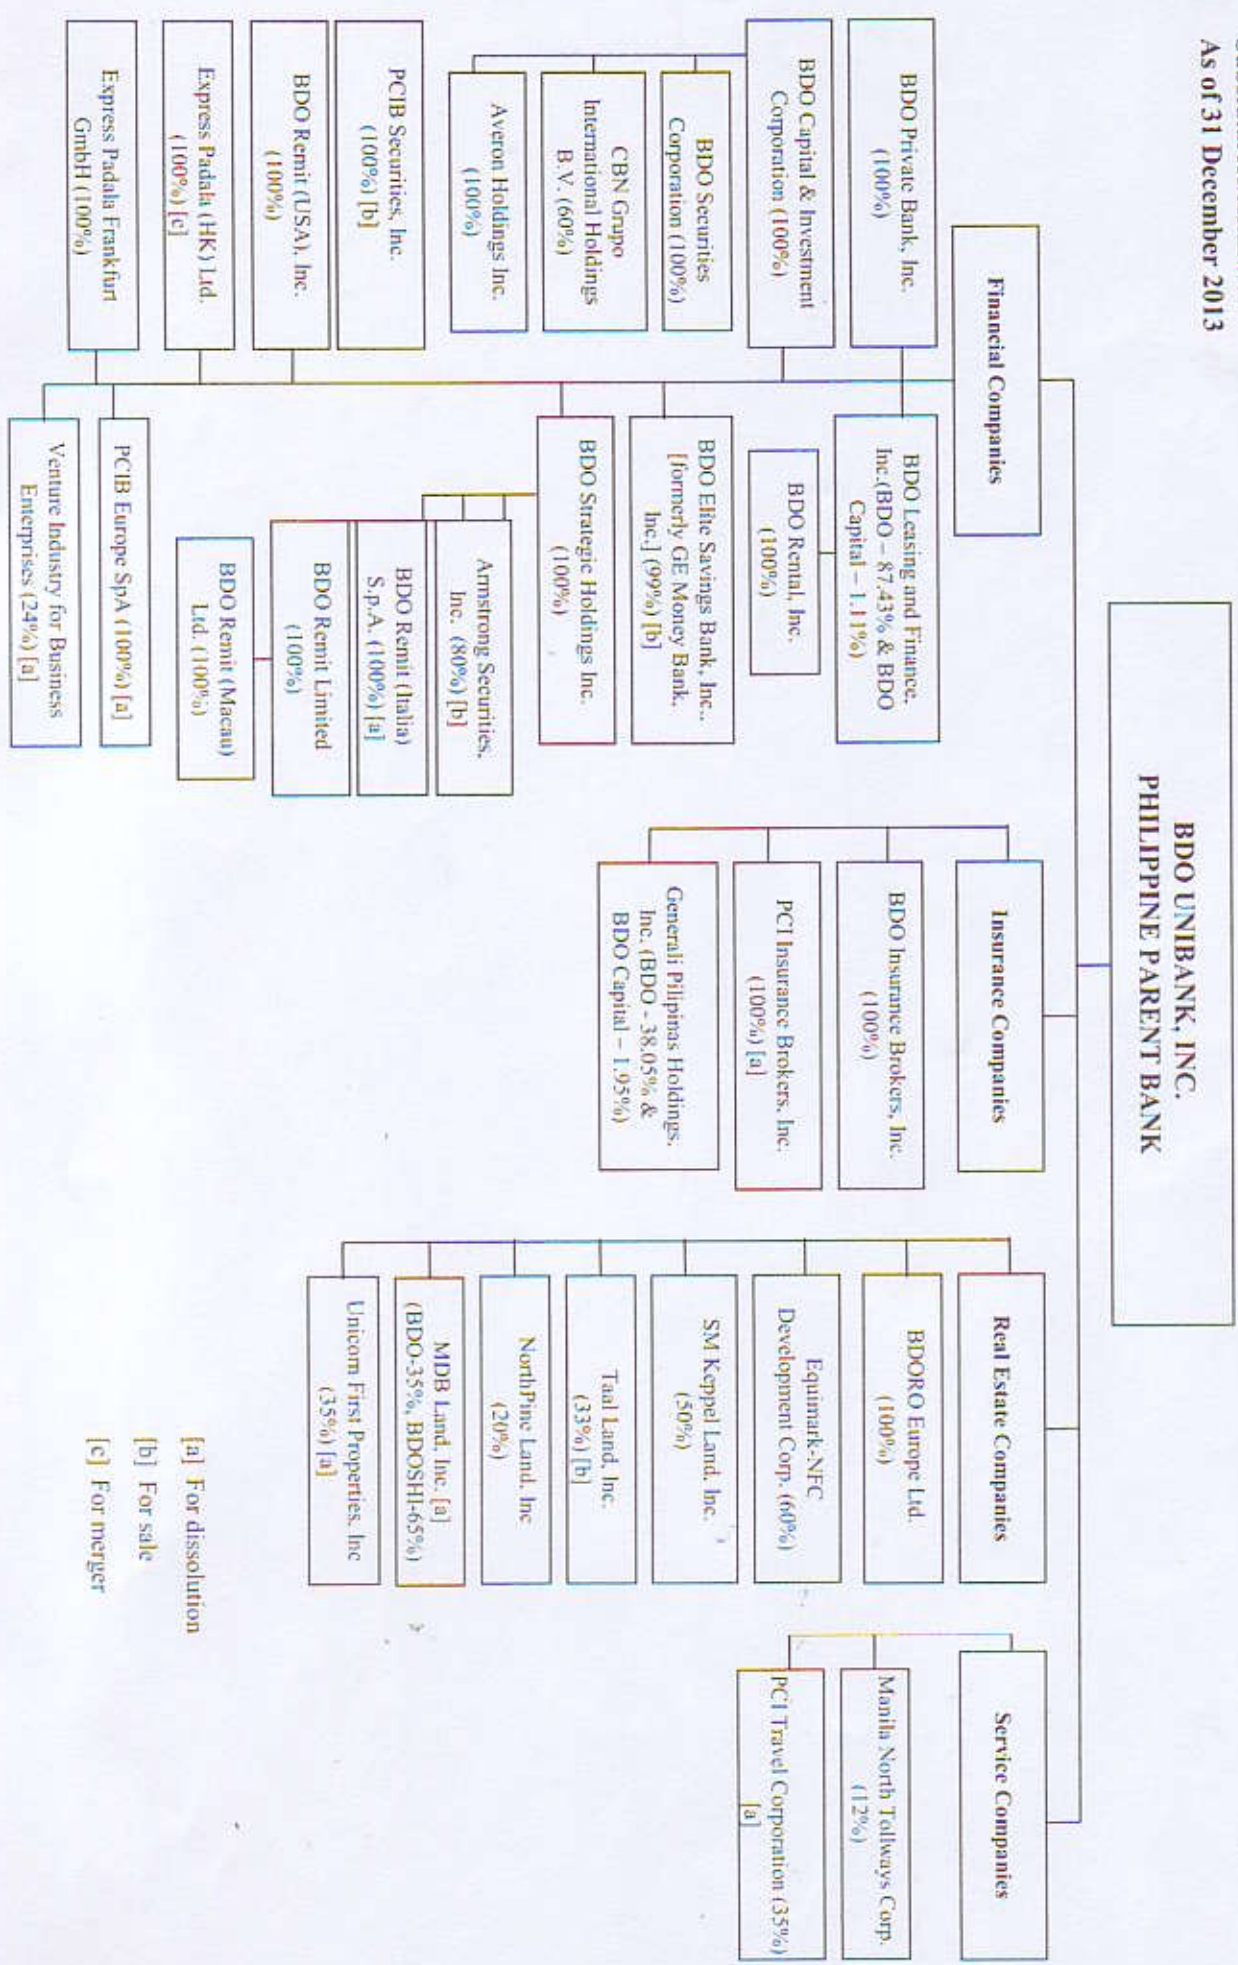 As of 31 December 2013
BDO UNIBANK, INC.
PHILIPPINE PARENT BANK
Financial Companies
BDO Private Bank, Inc.
(100%)
BDO Capital & Investment
Corporation (100%)
BDO Securities
Corporation (100%)
CBN Grupo
International Holdings
B.V. (60%)
Averon Holdings Inc.
(100%)
PCIB Securities, Inc.
(100%) [b]
BDO Remit (USA), Inc.
(100%)
Express Padala (HK) Ltd.
(100%) [c]
Express Padala Frankfurt
GmbH (100%)
BDO Leasing and Finance,
Inc.(BDO – 87.43% & BDO
Capital – 1.11%)
BDO Rental, Inc.
(100%)
BDO Elite Savings Bank, Inc.,
[formerly GE Money Bank,
Inc.] (99%) [b]
BDO Strategic Holdings Inc.
(100%)
Armstrong Securities,
Inc. (80%) [b]
BDO Remit (Italia)
S.p.A. (100%) [a]
BDO Remit Limited
(100%)
BDO Remit (Macau)
Ltd. (100%)
PCIB Europe SpA (100%) [a]
Venture Industry for Business
Enterprises (24%) [a]
Insurance Companies
BDO Insurance Brokers, Inc.
(100%)
PCI Insurance Brokers, Inc.
(100%) [a]
Generali Pilipinas Holdings,
Inc. (BDO - 38.05% &
BDO Capital – 1.95%)
Real Estate Companies
BDORO Europe Ltd.
(100%)
Equimark-NFC
Development Corp. (60%)
SM Keppel Land, Inc.
(50%)
Taal Land, Inc.
(33%) [b]
NorthPine Land, Inc
(20%)
MDB Land, Inc. [a]
(BDO-35%, BDOSHI-65%)
Unicorn First Properties, Inc
(35%) [a]
Service Companies
Manila North Tollways Corp.
(12%)
PCI Travel Corporation (35%)
[a]
[a] For dissolution
[b] For sale
[c] For merger